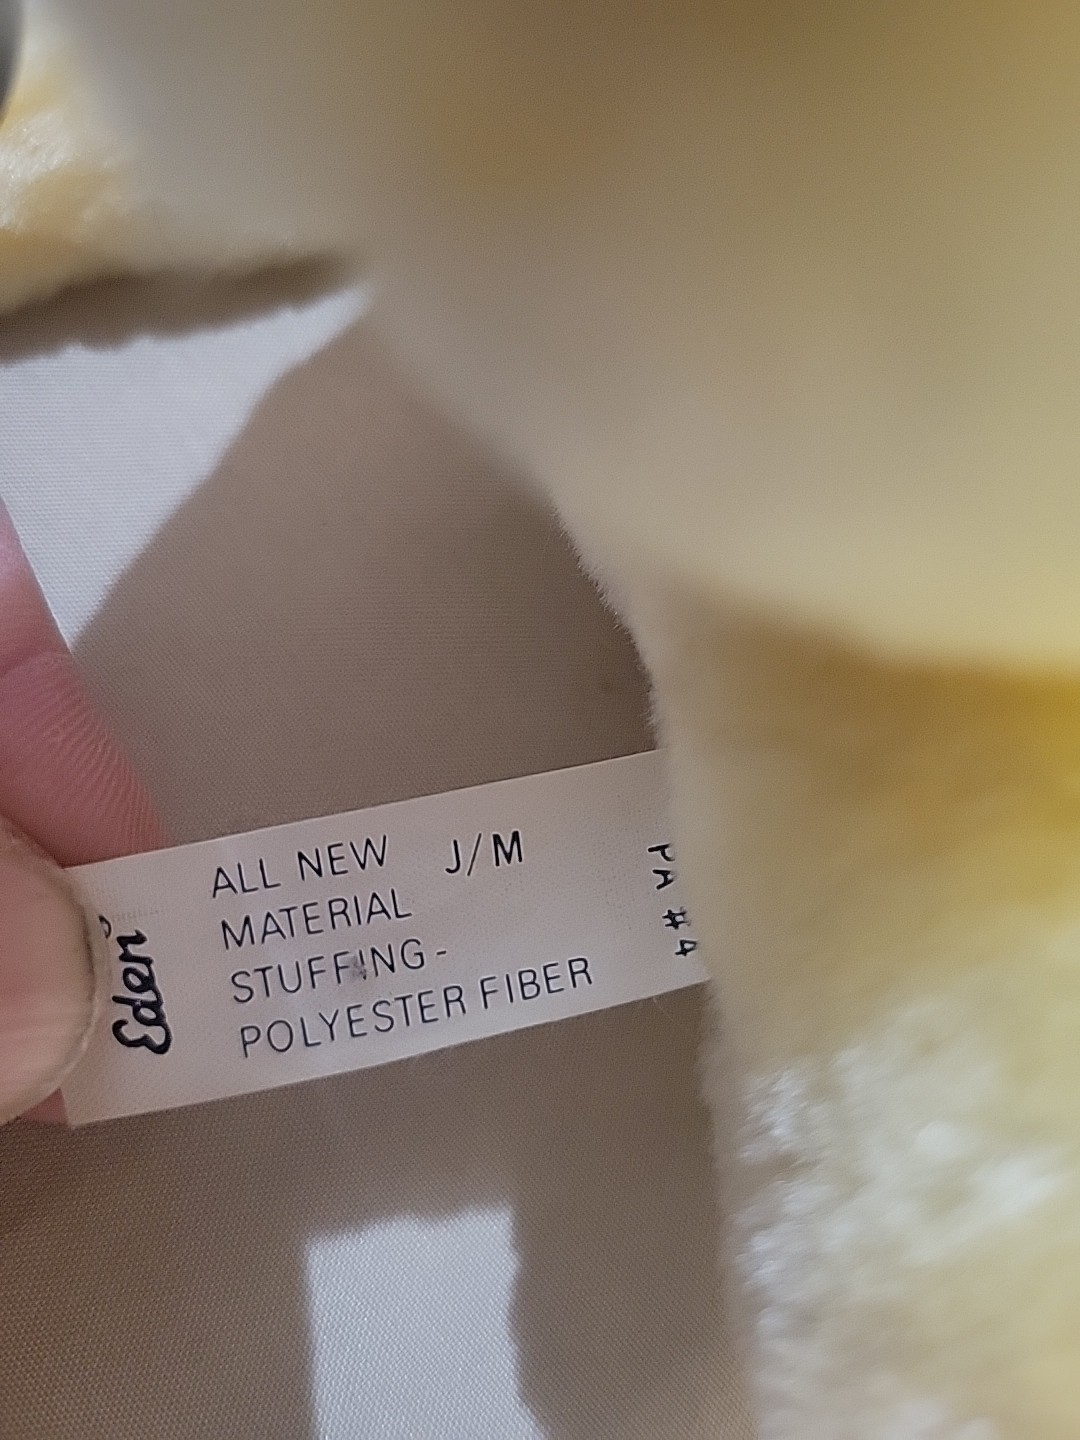 Eden
ALL NEW J/M
MATERIAL
STUFFING-
POLYESTER FIBER
PA #4